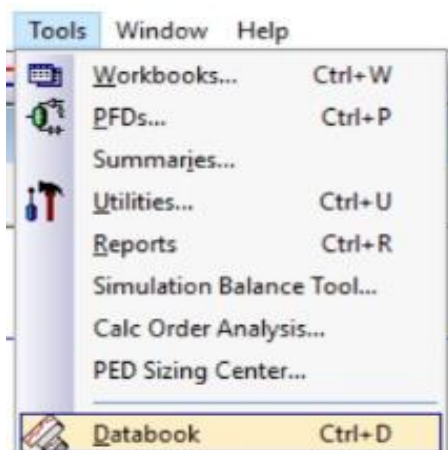 Tools Window Help
Workbooks... Ctrl+W
PFDs... Ctrl+P
Summaries...
Utilities... Ctrl+U
Reports Ctrl+R
Simulation Balance Tool...
Calc Order Analysis...
PED Sizing Center...
Databook Ctrl+D